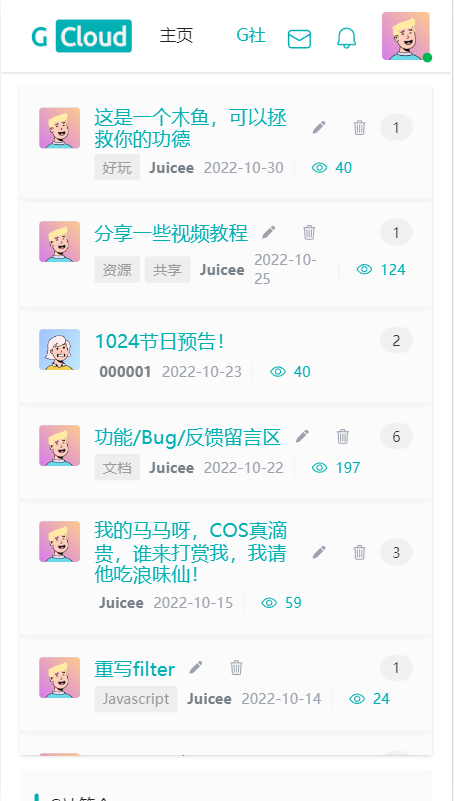 G Cloud 主页 G社
这是一个木鱼，可以拯
救你的功德
1
好玩 Juicee 2022-10-30 40
分享一些视频教程
1
资源 共享 Juicee 2022-10-
25
124
1024节日预告！
2
000001 2022-10-23 40
功能/Bug/反馈留言区
6
文档 Juicee 2022-10-22 197
我的马马呀，COS真滴
贵，谁来打赏我，我请
他吃浪味仙！
3
Juicee 2022-10-15 59
重写filter
1
Javascript Juicee 2022-10-14 24